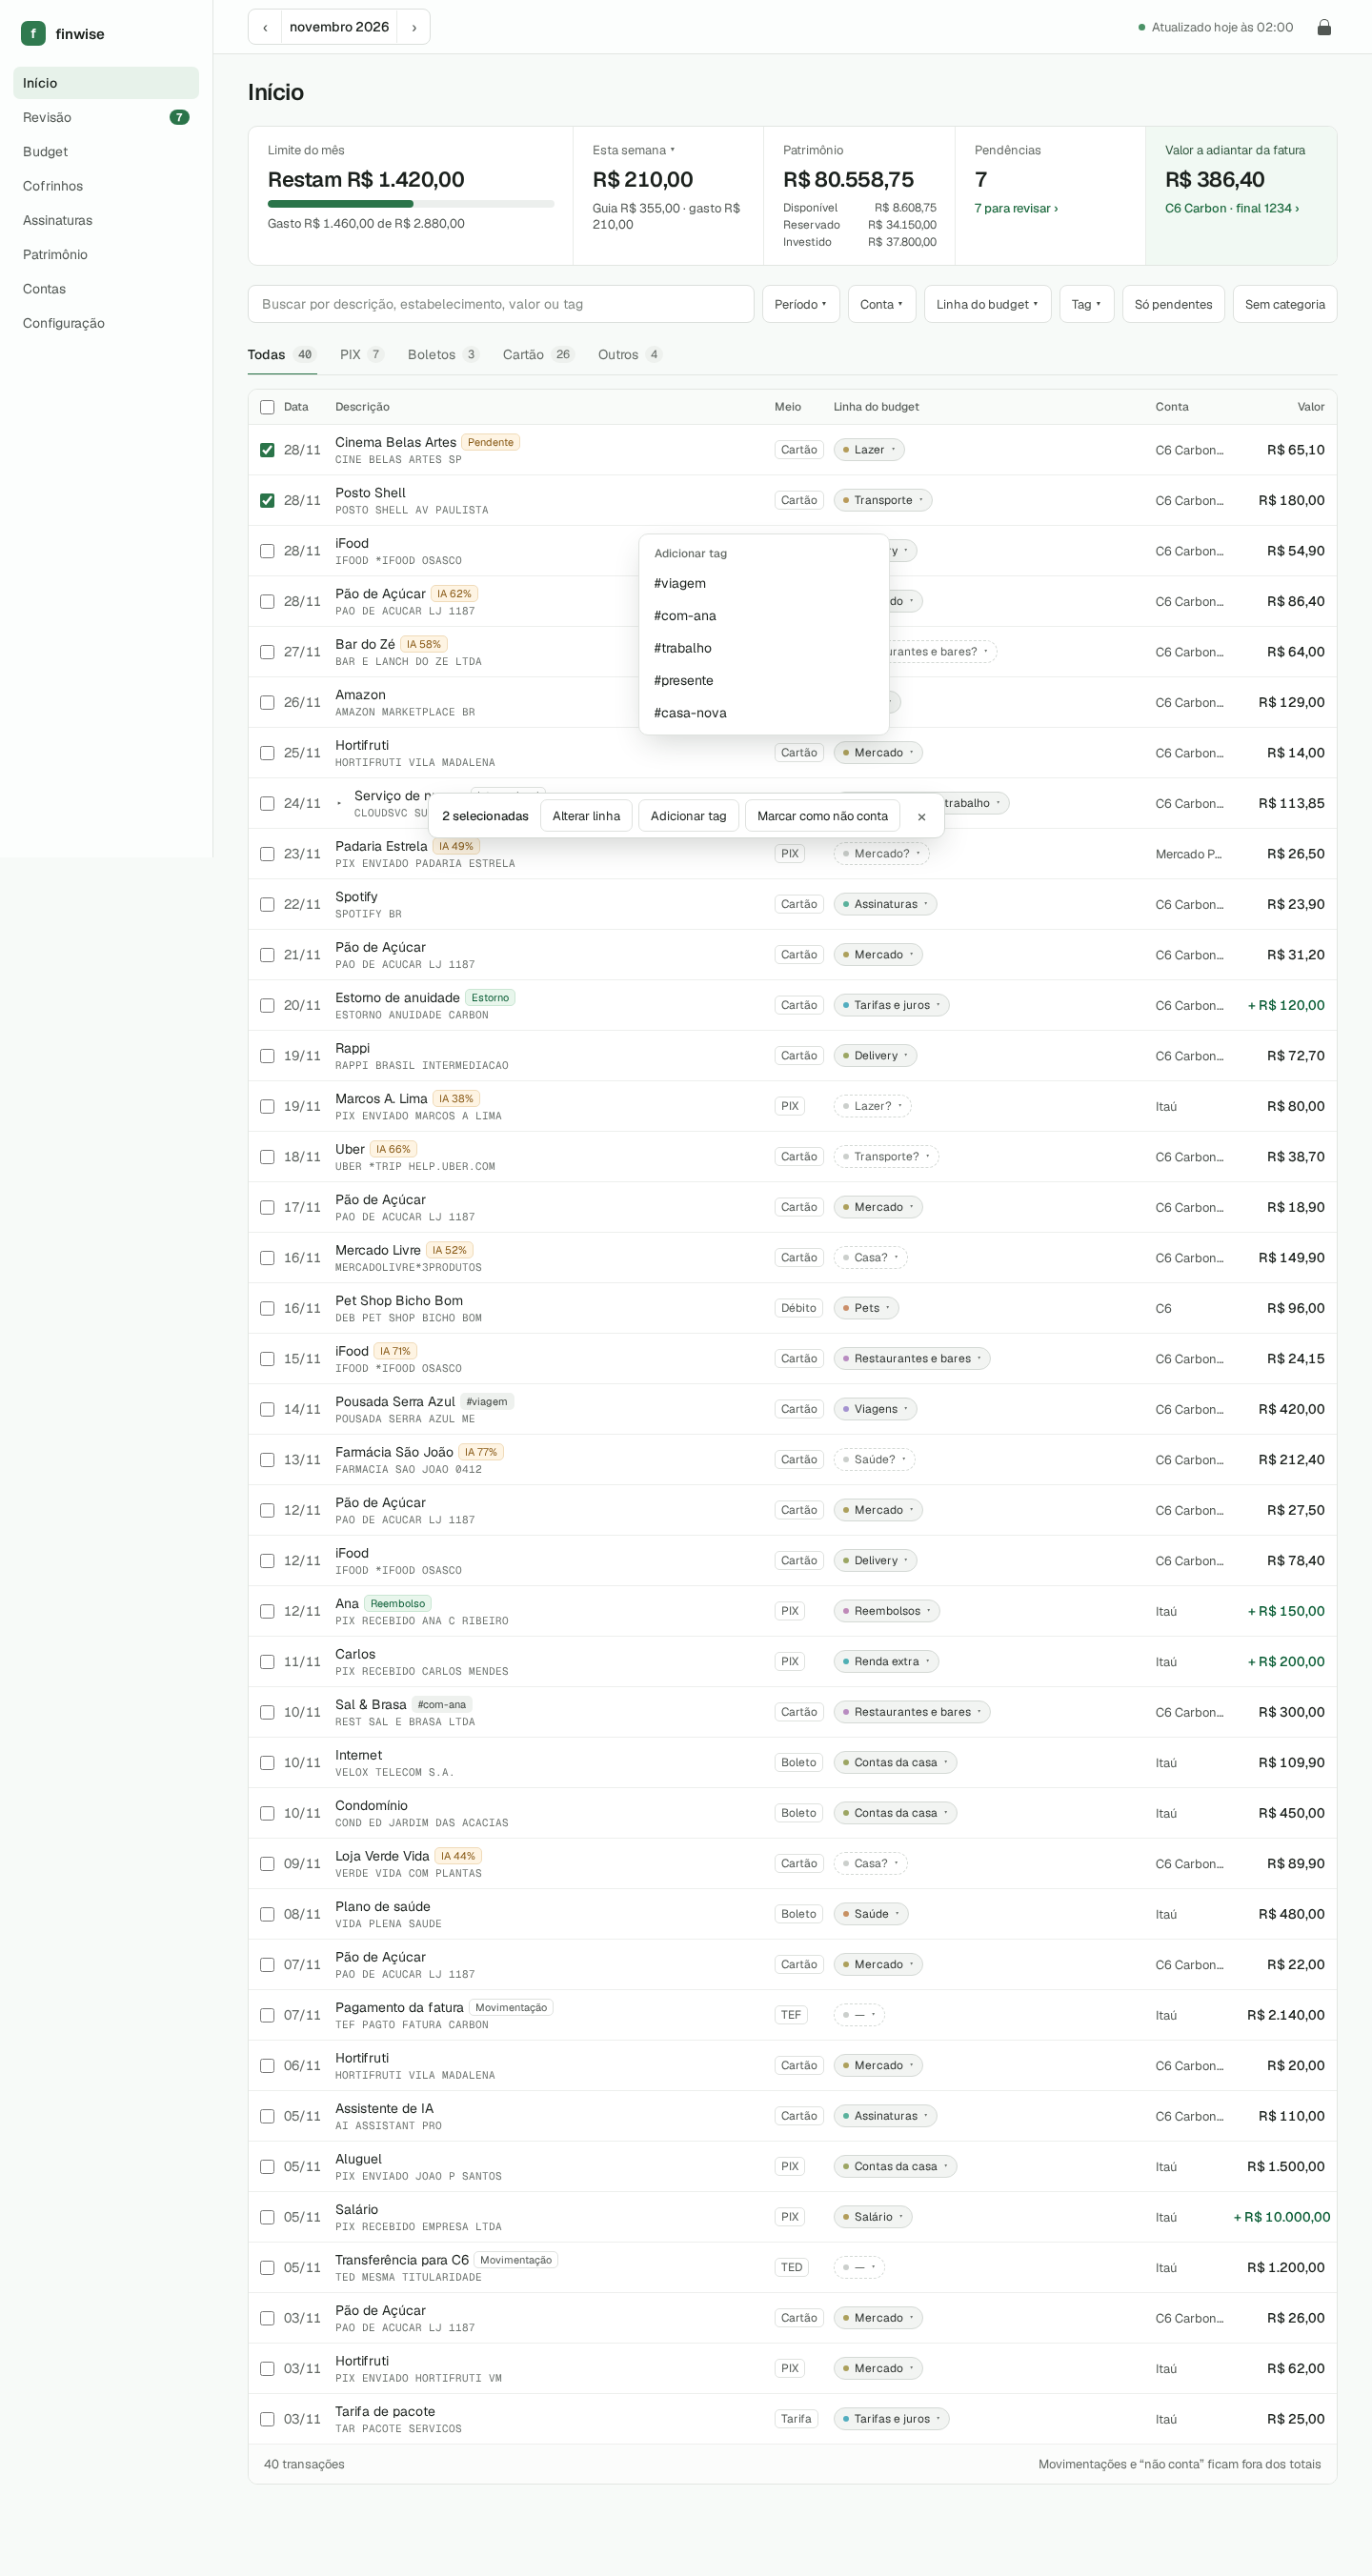 f finwise
Início
Revisão 7
Budget
Cofrinhos
Assinaturas
Patrimônio
Contas
Configuração
‹ novembro 2026 ›
Atualizado hoje às 02:00
Início
Limite do mês
Restam R$ 1.420,00
Gasto R$ 1.460,00 de R$ 2.880,00
Esta semana
R$ 210,00
Guia R$ 355,00 · gasto R$
210,00
Patrimônio
R$ 80.558,75
Disponível R$ 8.608,75
Reservado R$ 34.150,00
Investido R$ 37.800,00
Pendências
7
7 para revisar ›
Valor a adiantar da fatura
R$ 386,40
C6 Carbon · final 1234 ›
Buscar por descrição, estabelecimento, valor ou tag
Período Conta Linha do budget Tag Só pendentes Sem categoria
Todas 40 PIX 7 Boletos 3 Cartão 26 Outros 4
Data Descrição Meio Linha do budget Conta Valor
28/11 Cinema Belas Artes Pendente Cartão Lazer C6 Carbon… R$ 65,10
CINE BELAS ARTES SP
28/11 Posto Shell Cartão Transporte C6 Carbon… R$ 180,00
POSTO SHELL AV PAULISTA
28/11 iFood C6 Carbon… R$ 54,90
IFOOD *IFOOD OSASCO
28/11 Pão de Açúcar IA 62% C6 Carbon… R$ 86,40
PAO DE ACUCAR LJ 1187
27/11 Bar do Zé IA 58% urantes e bares? C6 Carbon… R$ 64,00
BAR E LANCH DO ZE LTDA
26/11 Amazon C6 Carbon… R$ 129,00
AMAZON MARKETPLACE BR
Adicionar tag
#viagem
#com-ana
#trabalho
#presente
#casa-nova
25/11 Hortifruti Cartão Mercado C6 Carbon… R$ 14,00
HORTIFRUTI VILA MADALENA
24/11 Serviço de trabalho C6 Carbon… R$ 113,85
CLOUDSVC
2 selecionadas Alterar linha Adicionar tag Marcar como não conta ×
23/11 Padaria Estrela IA 49% PIX Mercado? Mercado P… R$ 26,50
PIX ENVIADO PADARIA ESTRELA
22/11 Spotify Cartão Assinaturas C6 Carbon… R$ 23,90
SPOTIFY BR
21/11 Pão de Açúcar Cartão Mercado C6 Carbon… R$ 31,20
PAO DE ACUCAR LJ 1187
20/11 Estorno de anuidade Estorno Cartão Tarifas e juros C6 Carbon… + R$ 120,00
ESTORNO ANUIDADE CARBON
19/11 Rappi Cartão Delivery C6 Carbon… R$ 72,70
RAPPI BRASIL INTERMEDIACAO
19/11 Marcos A. Lima IA 38% PIX Lazer? Itaú R$ 80,00
PIX ENVIADO MARCOS A LIMA
18/11 Uber IA 66% Cartão Transporte? C6 Carbon… R$ 38,70
UBER *TRIP HELP.UBER.COM
17/11 Pão de Açúcar Cartão Mercado C6 Carbon… R$ 18,90
PAO DE ACUCAR LJ 1187
16/11 Mercado Livre IA 52% Cartão Casa? C6 Carbon… R$ 149,90
MERCADOLIVRE*3PRODUTOS
16/11 Pet Shop Bicho Bom Débito Pets C6 R$ 96,00
DEB PET SHOP BICHO BOM
15/11 iFood IA 71% Cartão Restaurantes e bares C6 Carbon… R$ 24,15
IFOOD *IFOOD OSASCO
14/11 Pousada Serra Azul #viagem Cartão Viagens C6 Carbon… R$ 420,00
POUSADA SERRA AZUL ME
13/11 Farmácia São João IA 77% Cartão Saúde? C6 Carbon… R$ 212,40
FARMACIA SAO JOAO 0412
12/11 Pão de Açúcar Cartão Mercado C6 Carbon… R$ 27,50
PAO DE ACUCAR LJ 1187
12/11 iFood Cartão Delivery C6 Carbon… R$ 78,40
IFOOD *IFOOD OSASCO
12/11 Ana Reembolso PIX Reembolsos Itaú + R$ 150,00
PIX RECEBIDO ANA C RIBEIRO
11/11 Carlos PIX Renda extra Itaú + R$ 200,00
PIX RECEBIDO CARLOS MENDES
10/11 Sal & Brasa #com-ana Cartão Restaurantes e bares C6 Carbon… R$ 300,00
REST SAL E BRASA LTDA
10/11 Internet Boleto Contas da casa Itaú R$ 109,90
VELOX TELECOM S.A.
10/11 Condomínio Boleto Contas da casa Itaú R$ 450,00
COND ED JARDIM DAS ACACIAS
09/11 Loja Verde Vida IA 44% Cartão Casa? C6 Carbon… R$ 89,90
VERDE VIDA COM PLANTAS
08/11 Plano de saúde Boleto Saúde Itaú R$ 480,00
VIDA PLENA SAUDE
07/11 Pão de Açúcar Cartão Mercado C6 Carbon… R$ 22,00
PAO DE ACUCAR LJ 1187
07/11 Pagamento da fatura Movimentação TEF — Itaú R$ 2.140,00
TEF PAGTO FATURA CARBON
06/11 Hortifruti Cartão Mercado C6 Carbon… R$ 20,00
HORTIFRUTI VILA MADALENA
05/11 Assistente de IA Cartão Assinaturas C6 Carbon… R$ 110,00
AI ASSISTANT PRO
05/11 Aluguel PIX Contas da casa Itaú R$ 1.500,00
PIX ENVIADO JOAO P SANTOS
05/11 Salário PIX Salário Itaú + R$ 10.000,00
PIX RECEBIDO EMPRESA LTDA
05/11 Transferência para C6 Movimentação TED — Itaú R$ 1.200,00
TED MESMA TITULARIDADE
03/11 Pão de Açúcar Cartão Mercado C6 Carbon… R$ 26,00
PAO DE ACUCAR LJ 1187
03/11 Hortifruti PIX Mercado Itaú R$ 62,00
PIX ENVIADO HORTIFRUTI VM
03/11 Tarifa de pacote Tarifa Tarifas e juros Itaú R$ 25,00
TAR PACOTE SERVICOS
40 transações Movimentações e “não conta” ficam fora dos totais